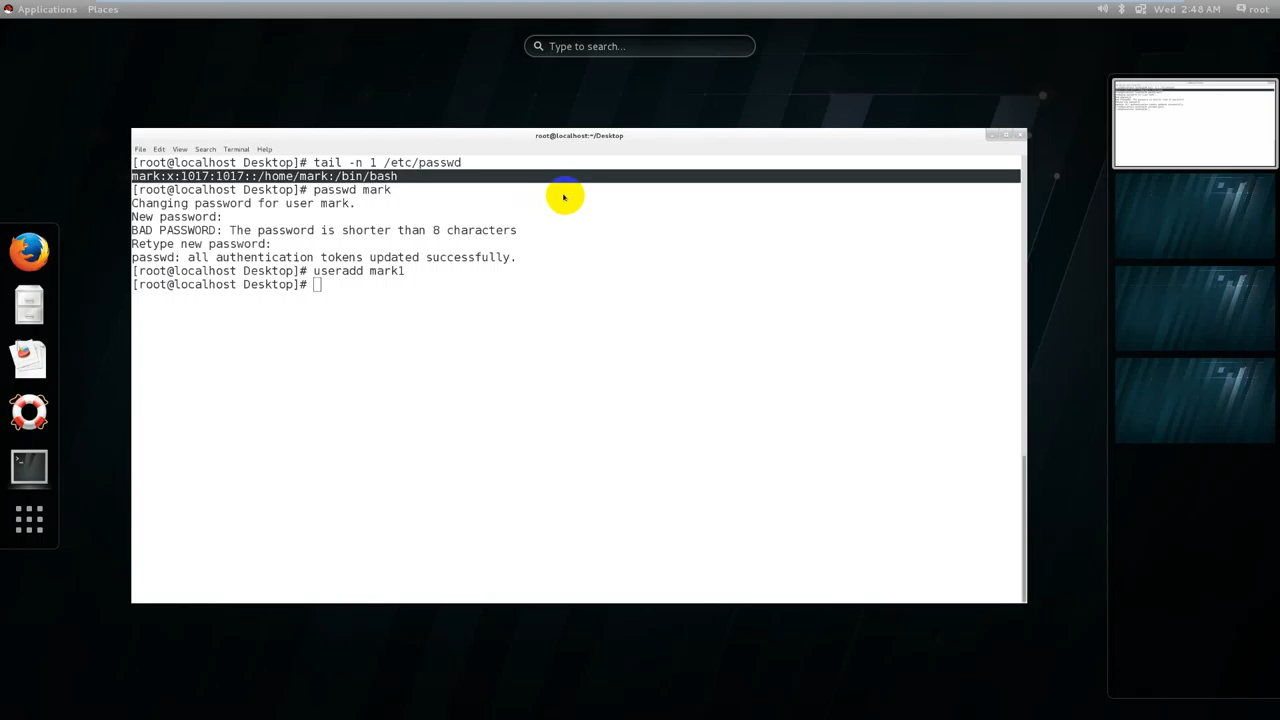 Applications Places Wed 2:48 AM root
Type to search...
root@localhost:~/Desktop
File Edit View Search Terminal Help
[root@localhost Desktop]# tail -n 1 /etc/passwd
mark:x:1017:1017::/home/mark:/bin/bash
[root@localhost Desktop]# passwd mark
Changing password for user mark.
New password:
BAD PASSWORD: The password is shorter than 8 characters
Retype new password:
passwd: all authentication tokens updated successfully.
[root@localhost Desktop]# useradd mark1
[root@localhost Desktop]#